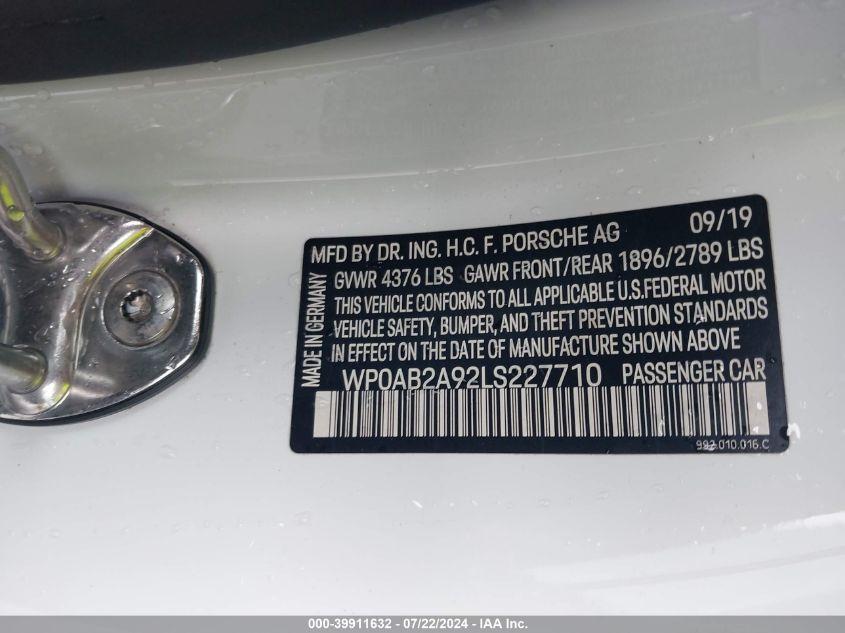 MFD BY DR. ING. H.C. F. PORSCHE AG 09/19
GVWR 4376 LBS GAWR FRONT/REAR 1896/2789 LBS
THIS VEHICLE CONFORMS TO ALL APPLICABLE U.S.FEDERAL MOTOR
VEHICLE SAFETY, BUMPER, AND THEFT PREVENTION STANDARDS
IN EFFECT ON THE DATE OF MANUFACTURE SHOWN ABOVE
WP0AB2A92LS227710 PASSENGER CAR
992.010.016.C
MADE IN GERMANY
000-39911632 - 07/22/2024 - IAA Inc.